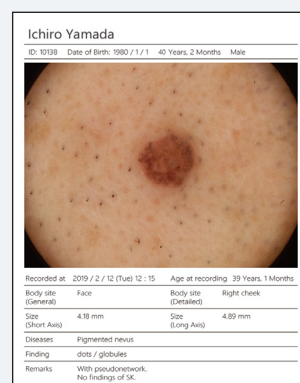 Ichiro Yamada
ID: 10138 Date of Birth: 1980 / 1 / 1 40 Years, 2 Months Male
Recorded at 2019 / 2 / 12 (Tue) 12 : 15 Age at recording 39 Years, 1 Months
Body site (General) Face Body site (Detailed) Right cheek
Size (Short Axis) 4.18 mm Size (Long Axis) 4.89 mm
Diseases Pigmented nevus
Finding dots / globules
Remarks With pseudonetwork.
No findings of SK.